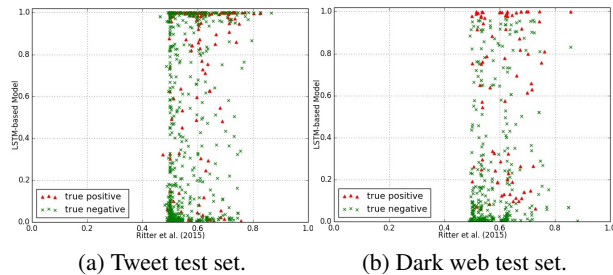 1.0
0.8
0.6
0.4
0.2
0.0
LSTM-based Model
true positive
true negative
0.0 0.2 0.4 0.6 0.8 1.0
Ritter et al. (2015)
(a) Tweet test set.
1.0
0.8
0.6
0.4
0.2
0.0
LSTM-based Model
true positive
true negative
0.0 0.2 0.4 0.6 0.8 1.0
Ritter et al. (2015)
(b) Dark web test set.